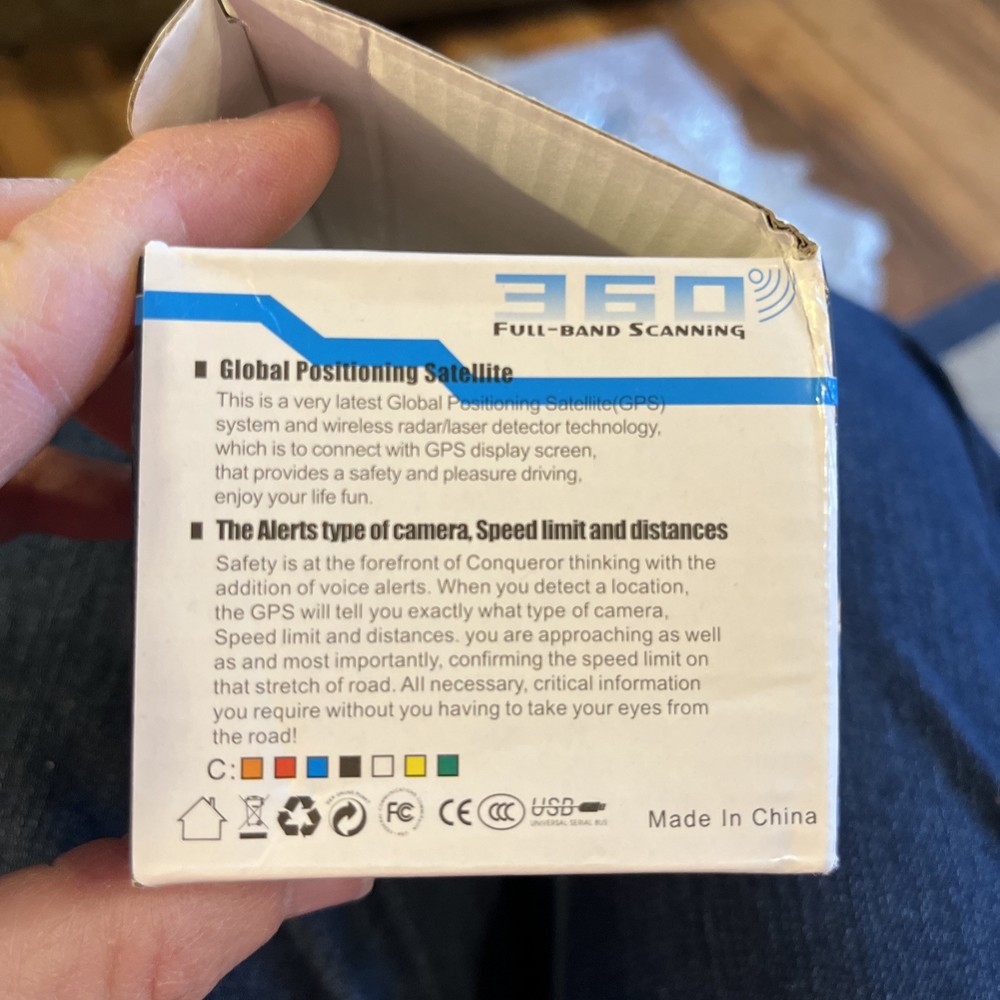 360
FULL-BAND SCANNiNG
Global Positioning Satellite
This is a very latest Global Positioning Satellite(GPS)
system and wireless radar/laser detector technology,
which is to connect with GPS display screen,
that provides a safety and pleasure driving,
enjoy your life fun.
The Alerts type of camera, Speed limit and distances
Safety is at the forefront of Conqueror thinking with the
addition of voice alerts. When you detect a location,
the GPS will tell you exactly what type of camera,
Speed limit and distances. you are approaching as well
as and most importantly, confirming the speed limit on
that stretch of road. All necessary, critical information
you require without you having to take your eyes from
the road!
C:
FC CE CCC USB
UNIVERSAL SERIAL BUS
Made In China